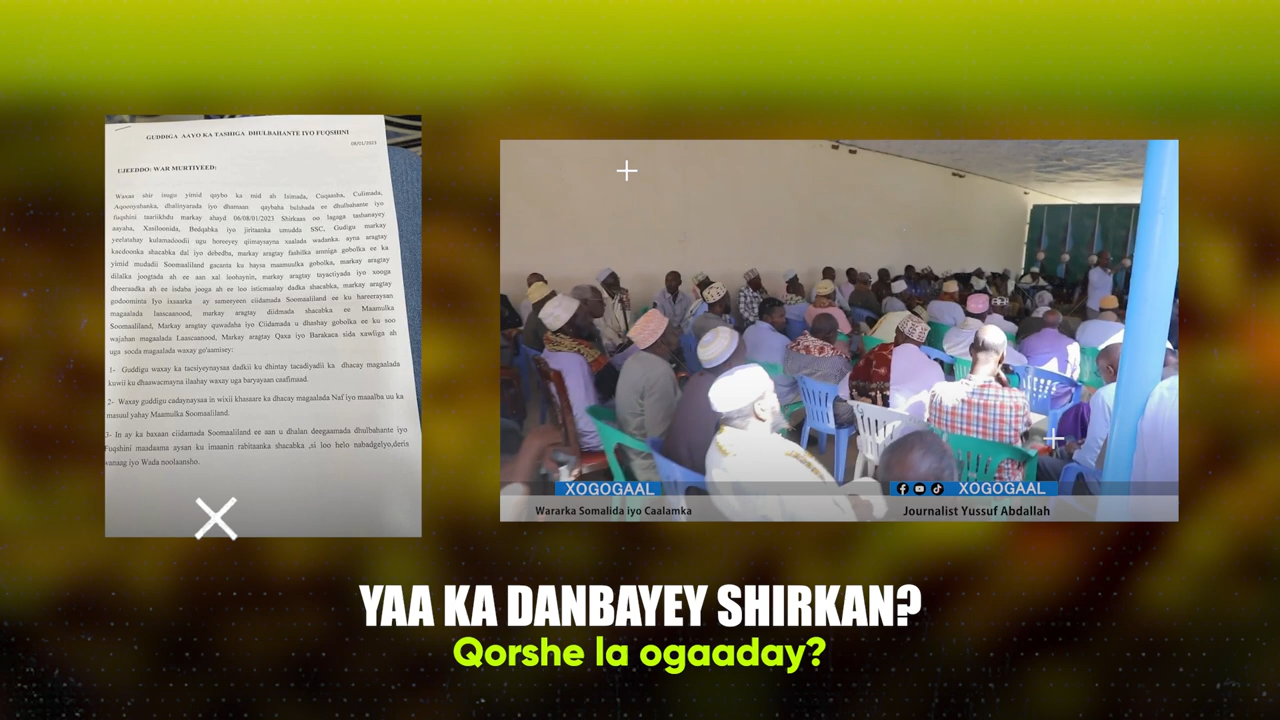 GUDDIGA AAYO KA TASHIGA DHULBAHANTE IYO FUQSHINI
08/01/2023
UJEEDDO: WAR MURTIYEED:
Waxaa shir isugu yimid qaybo ka mid ah Isimada, Cuqaasha, Culimada,
Aqoonyahanka, dhalinyarada iyo dhamaan qaybaha bulshada ee dhulbahante iyo
fuqshini taarikhdu markay ahayd 06/08/01/2023 Shirkaas oo lagaga tashanayey
aayaha, Xasiloonida, Bedqabka iyo jiritaanka umudda SSC, Gudigu markay
yeelatahay kulamadoodii ugu horeeyey qiimaysayna xaalada wadanka. ayna aragtay
kacdoonka shacabka dal iyo debedba, markay aragtay fashilka amniga gobolka ee ka
yimid mudadii Soomaaliland gacanta ku haysa maamuulka gobolka, markay aragtay
dilalka joogtada ah ee aan xal loohaynin, markay aragtay tayactiyada iyo xooga
dheeraadka ah ee isdaba jooga ah ee loo isticmaalay dadka shacabka, markay aragtay
godoominta Iyo ixsaarka ay sameeyeen ciidamada Soomaaliland ee ku hareeraysan
magaalada laascaanood, markay aragtay diidmada shacabka ee Maamulka
Soomaaliland, Markay aragtay quwadaha iyo Ciidamada u dhashay gobolka ee ku soo
wajahan magaalada Laascaanood, Markay aragtay Qaxa iyo Barakaca sida xawliga ah
uga socda magaalada waxay go'aamisey:
1- Guddigu waxay ka tacsiyeynaysaa dadkii ku dhintay tacadiyadii ka dhacay magaalada
kuwii ku dhaawacmayna ilaahay waxay uga baryayaan caafimaad.
2- Waxay guddigu cadaynaysaa in wixii khasaare ka dhacay magaalada Naf iyo maaalba uu ka
masuul yahay Maamulka Soomaaliland.
3- In ay ka baxaan ciidamada Soomaaliland ee aan u dhalan deegaamada dhulbahante iyo
Fuqshini maadaama aysan ku imaanin rabitaanka shacabka ,si loo helo nabadgelyo,deris
wanaag iyo Wada noolaansho.
XOGOGAAL
Wararka Somalida iyo Caalamka
XOGOGAAL
Journalist Yussuf Abdallah
YAA KA DANBAYEY SHIRKAN?
Qorshe la ogaaday?